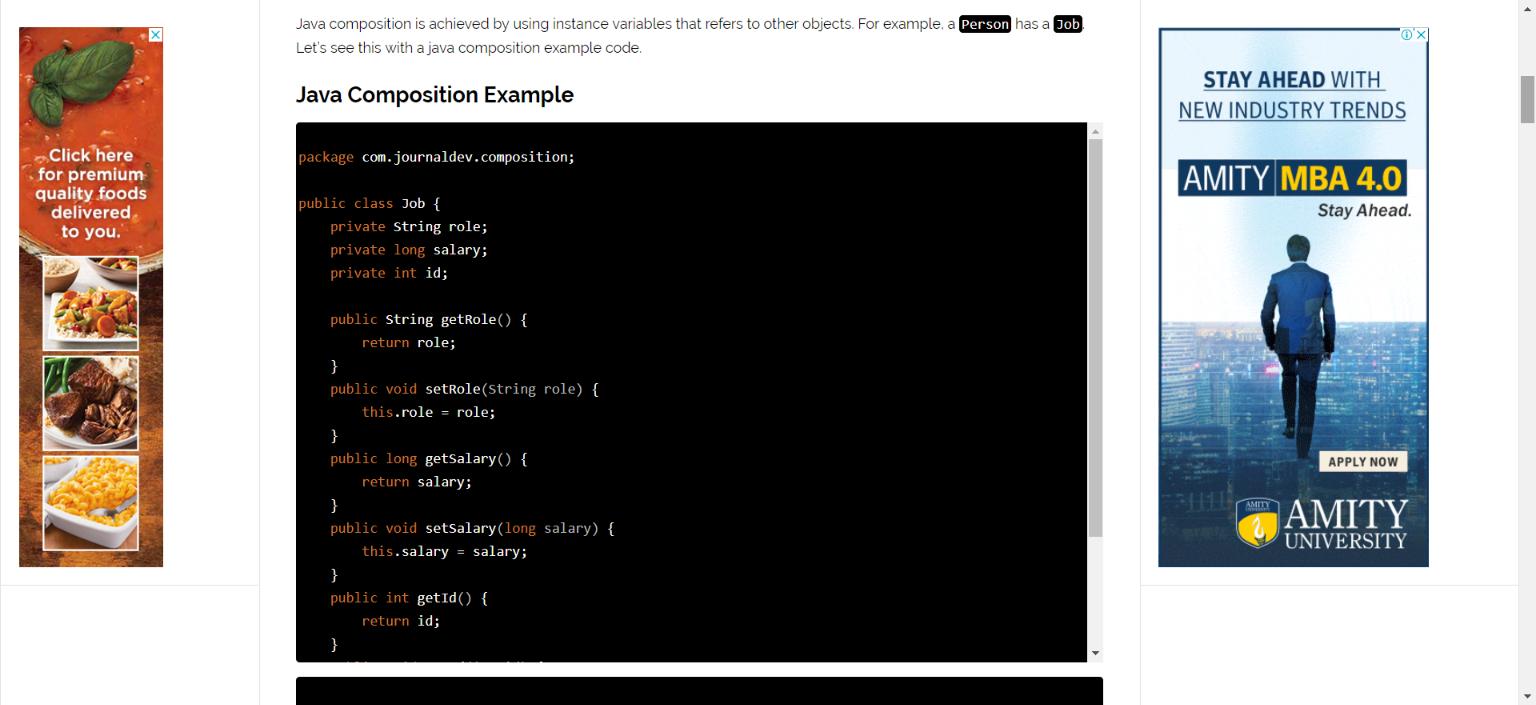 Java composition is achieved by using instance variables that refers to other objects. For example, a Person has a Job.
Let's see this with a java composition example code.
Java Composition Example
package com.journaldev.composition;
public class Job {
private String role;
private long salary;
private int id;
public String getRole() {
return role;
}
public void setRole(String role) {
this.role = role;
}
public long getSalary() {
return salary;
}
public void setSalary(long salary) {
this.salary = salary;
}
public int getId() {
return id;
}
Click here
for premium
quality foods
delivered
to you.
STAY AHEAD WITH
NEW INDUSTRY TRENDS
AMITY MBA 4.0
Stay Ahead.
APPLY NOW
AMITY
UNIVERSITY